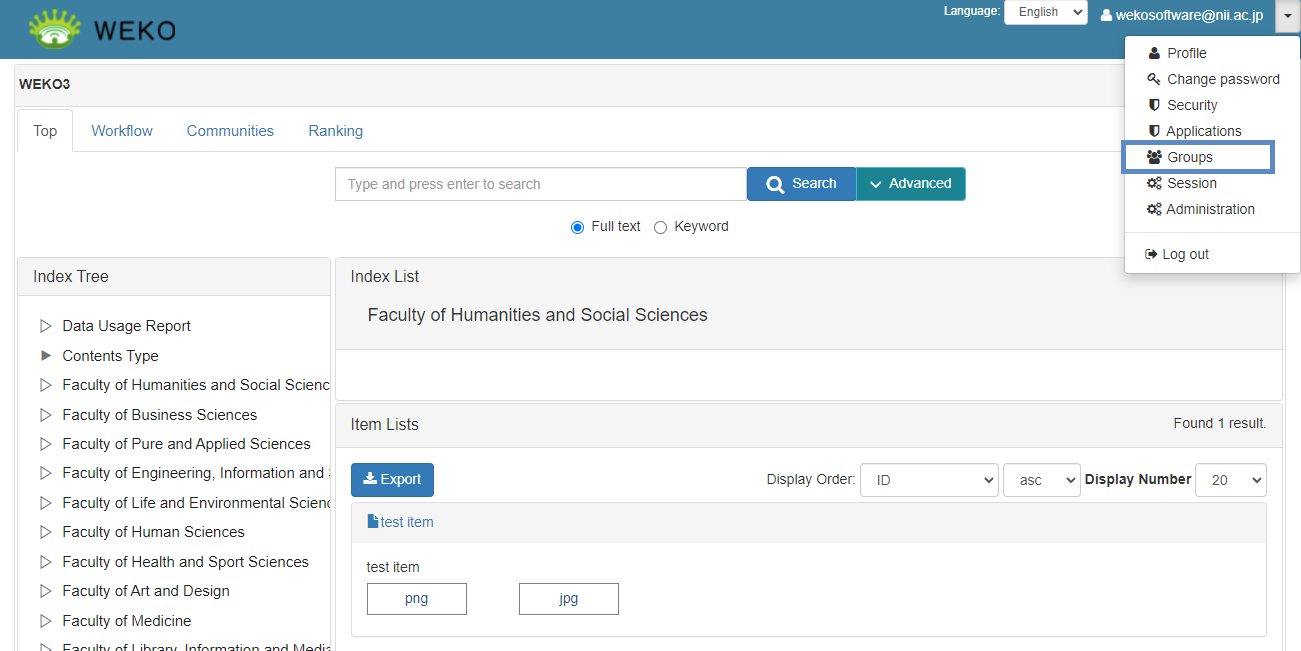 WEKO
Language: English wekosoftware@nii.ac.jp
Profile
Change password
Security
Applications
Groups
Session
Administration
Log out
WEKO3
Top Workflow Communities Ranking
Type and press enter to search Search Advanced
Full text Keyword
Index Tree
Data Usage Report
Contents Type
Faculty of Humanities and Social Scienc
Faculty of Business Sciences
Faculty of Pure and Applied Sciences
Faculty of Engineering, Information and
Faculty of Life and Environmental Scienc
Faculty of Human Sciences
Faculty of Health and Sport Sciences
Faculty of Art and Design
Faculty of Medicine
Faculty of Library, Information and Media
Index List
Faculty of Humanities and Social Sciences
Item Lists Found 1 result.
Export Display Order: ID asc Display Number 20
test item
test item
png jpg